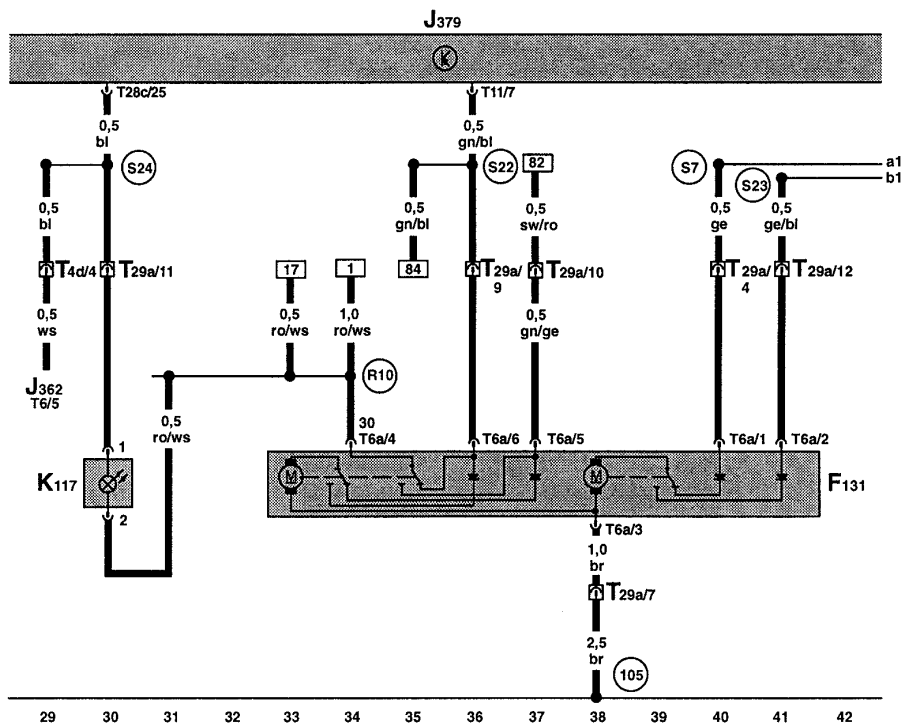 J379
K
T28c/25
T11/7
0,5
bl
0,5
gn/bl
S24
S22
82
S7
S23
a1
b1
0,5
bl
0,5
gn/bl
0,5
sw/ro
0,5
ge
0,5
ge/bl
T4d/4
T29a/11
17
1
84
T29a/
9
T29a/10
T29a/
4
T29a/12
0,5
ws
0,5
ro/ws
1,0
ro/ws
0,5
gn/ge
J362
T6/5
R10
0,5
ro/ws
30
T6a/4
T6a/6
T6a/5
T6a/1
T6a/2
1
K117
M
M
F131
2
T6a/3
1,0
br
T29a/7
2,5
br
105
29 30 31 32 33 34 35 36 37 38 39 40 41 42